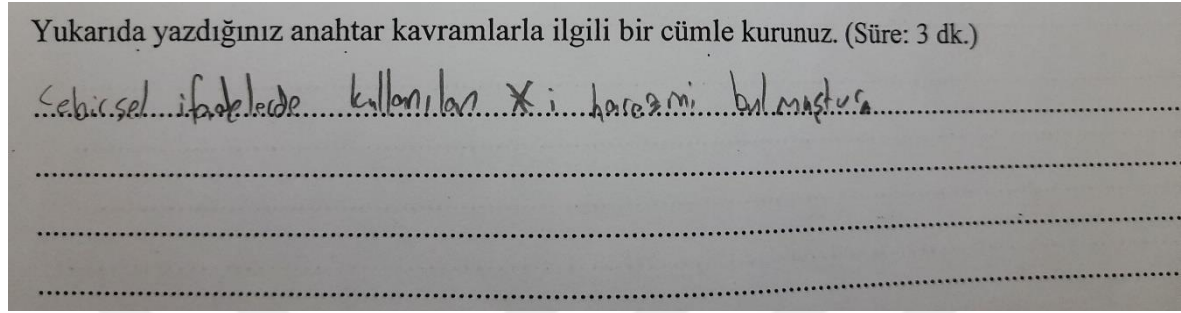 Yukarıda yazdığınız anahtar kavramlarla ilgili bir cümle kurunuz. (Süre: 3 dk.)
Cebirsel ifadelerde kullanılan X i harezmi bulmuştur.